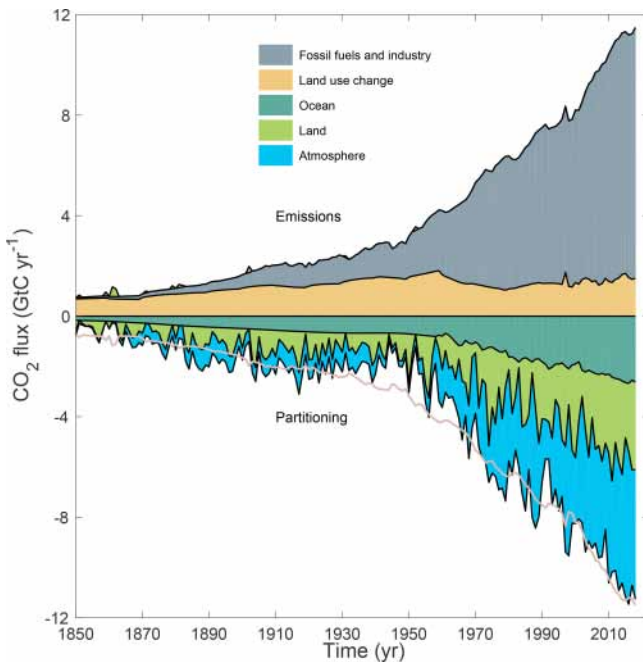 12
8
4
0
-4
-8
-12
CO2 flux (GtC yr-1)
Fossil fuels and industry
Land use change
Ocean
Land
Atmosphere
Emissions
Partitioning
1850 1870 1890 1910 1930 1950 1970 1990 2010
Time (yr)